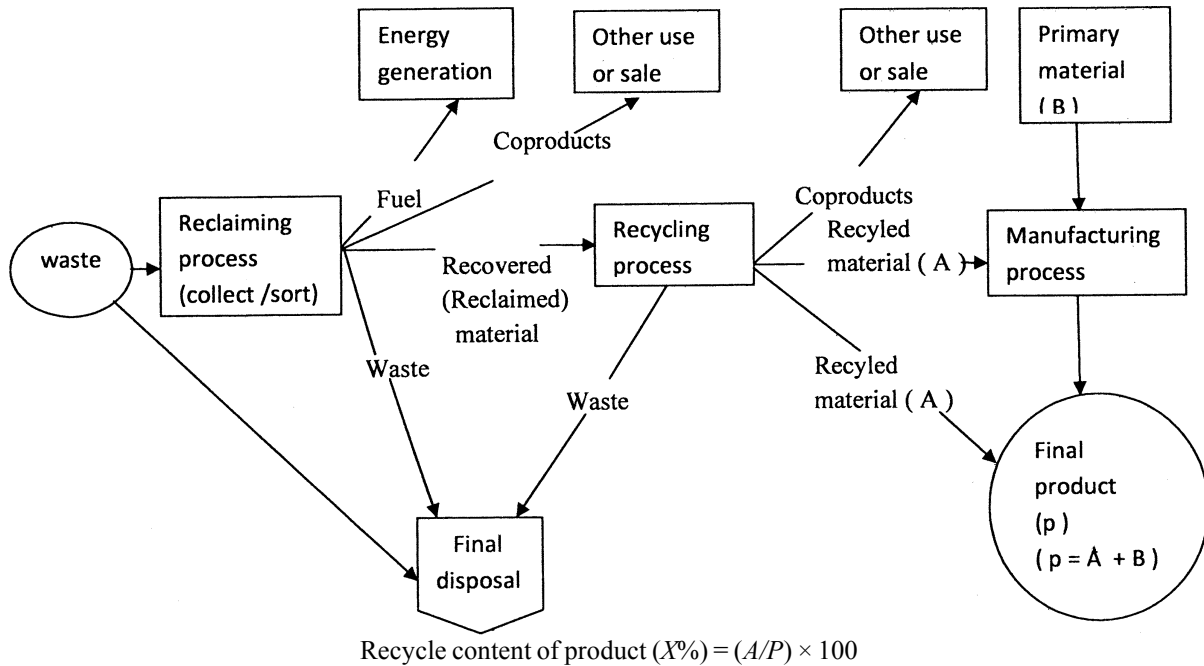 Energy
generation
Other use
or sale
Other use
or sale
Primary
material
( B )
Coproducts
Fuel
Coproducts
waste
Reclaiming
process
(collect /sort)
Recovered
(Reclaimed)
material
Recycling
process
Recyled
material ( A )
Manufacturing
process
Waste
Waste
Recyled
material ( A )
Final
product
(p )
( p = A + B )
Final
disposal
Recycle content of product (X%) = (A/P) × 100